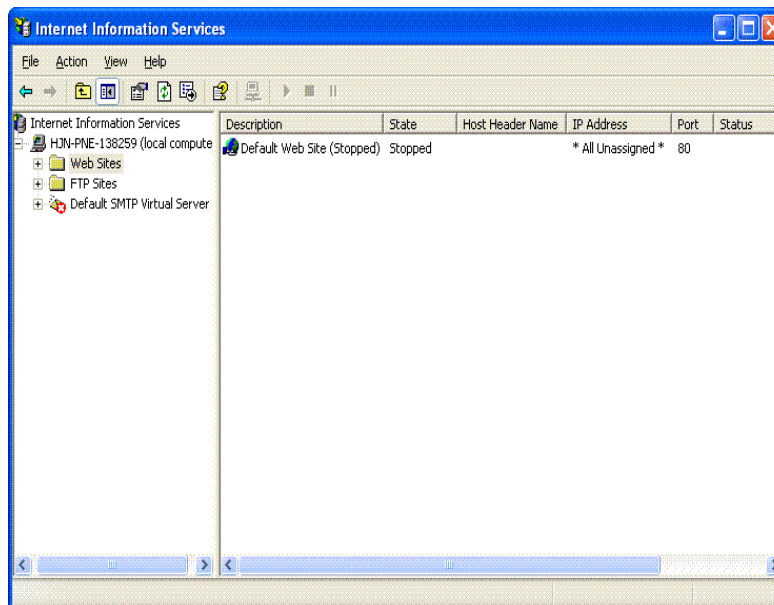 Internet Information Services
File Action View Help
Internet Information Services
HJN-PNE-138259 (local compute
Web Sites
FTP Sites
Default SMTP Virtual Server
Description State Host Header Name IP Address Port Status
Default Web Site (Stopped) Stopped * All Unassigned * 80